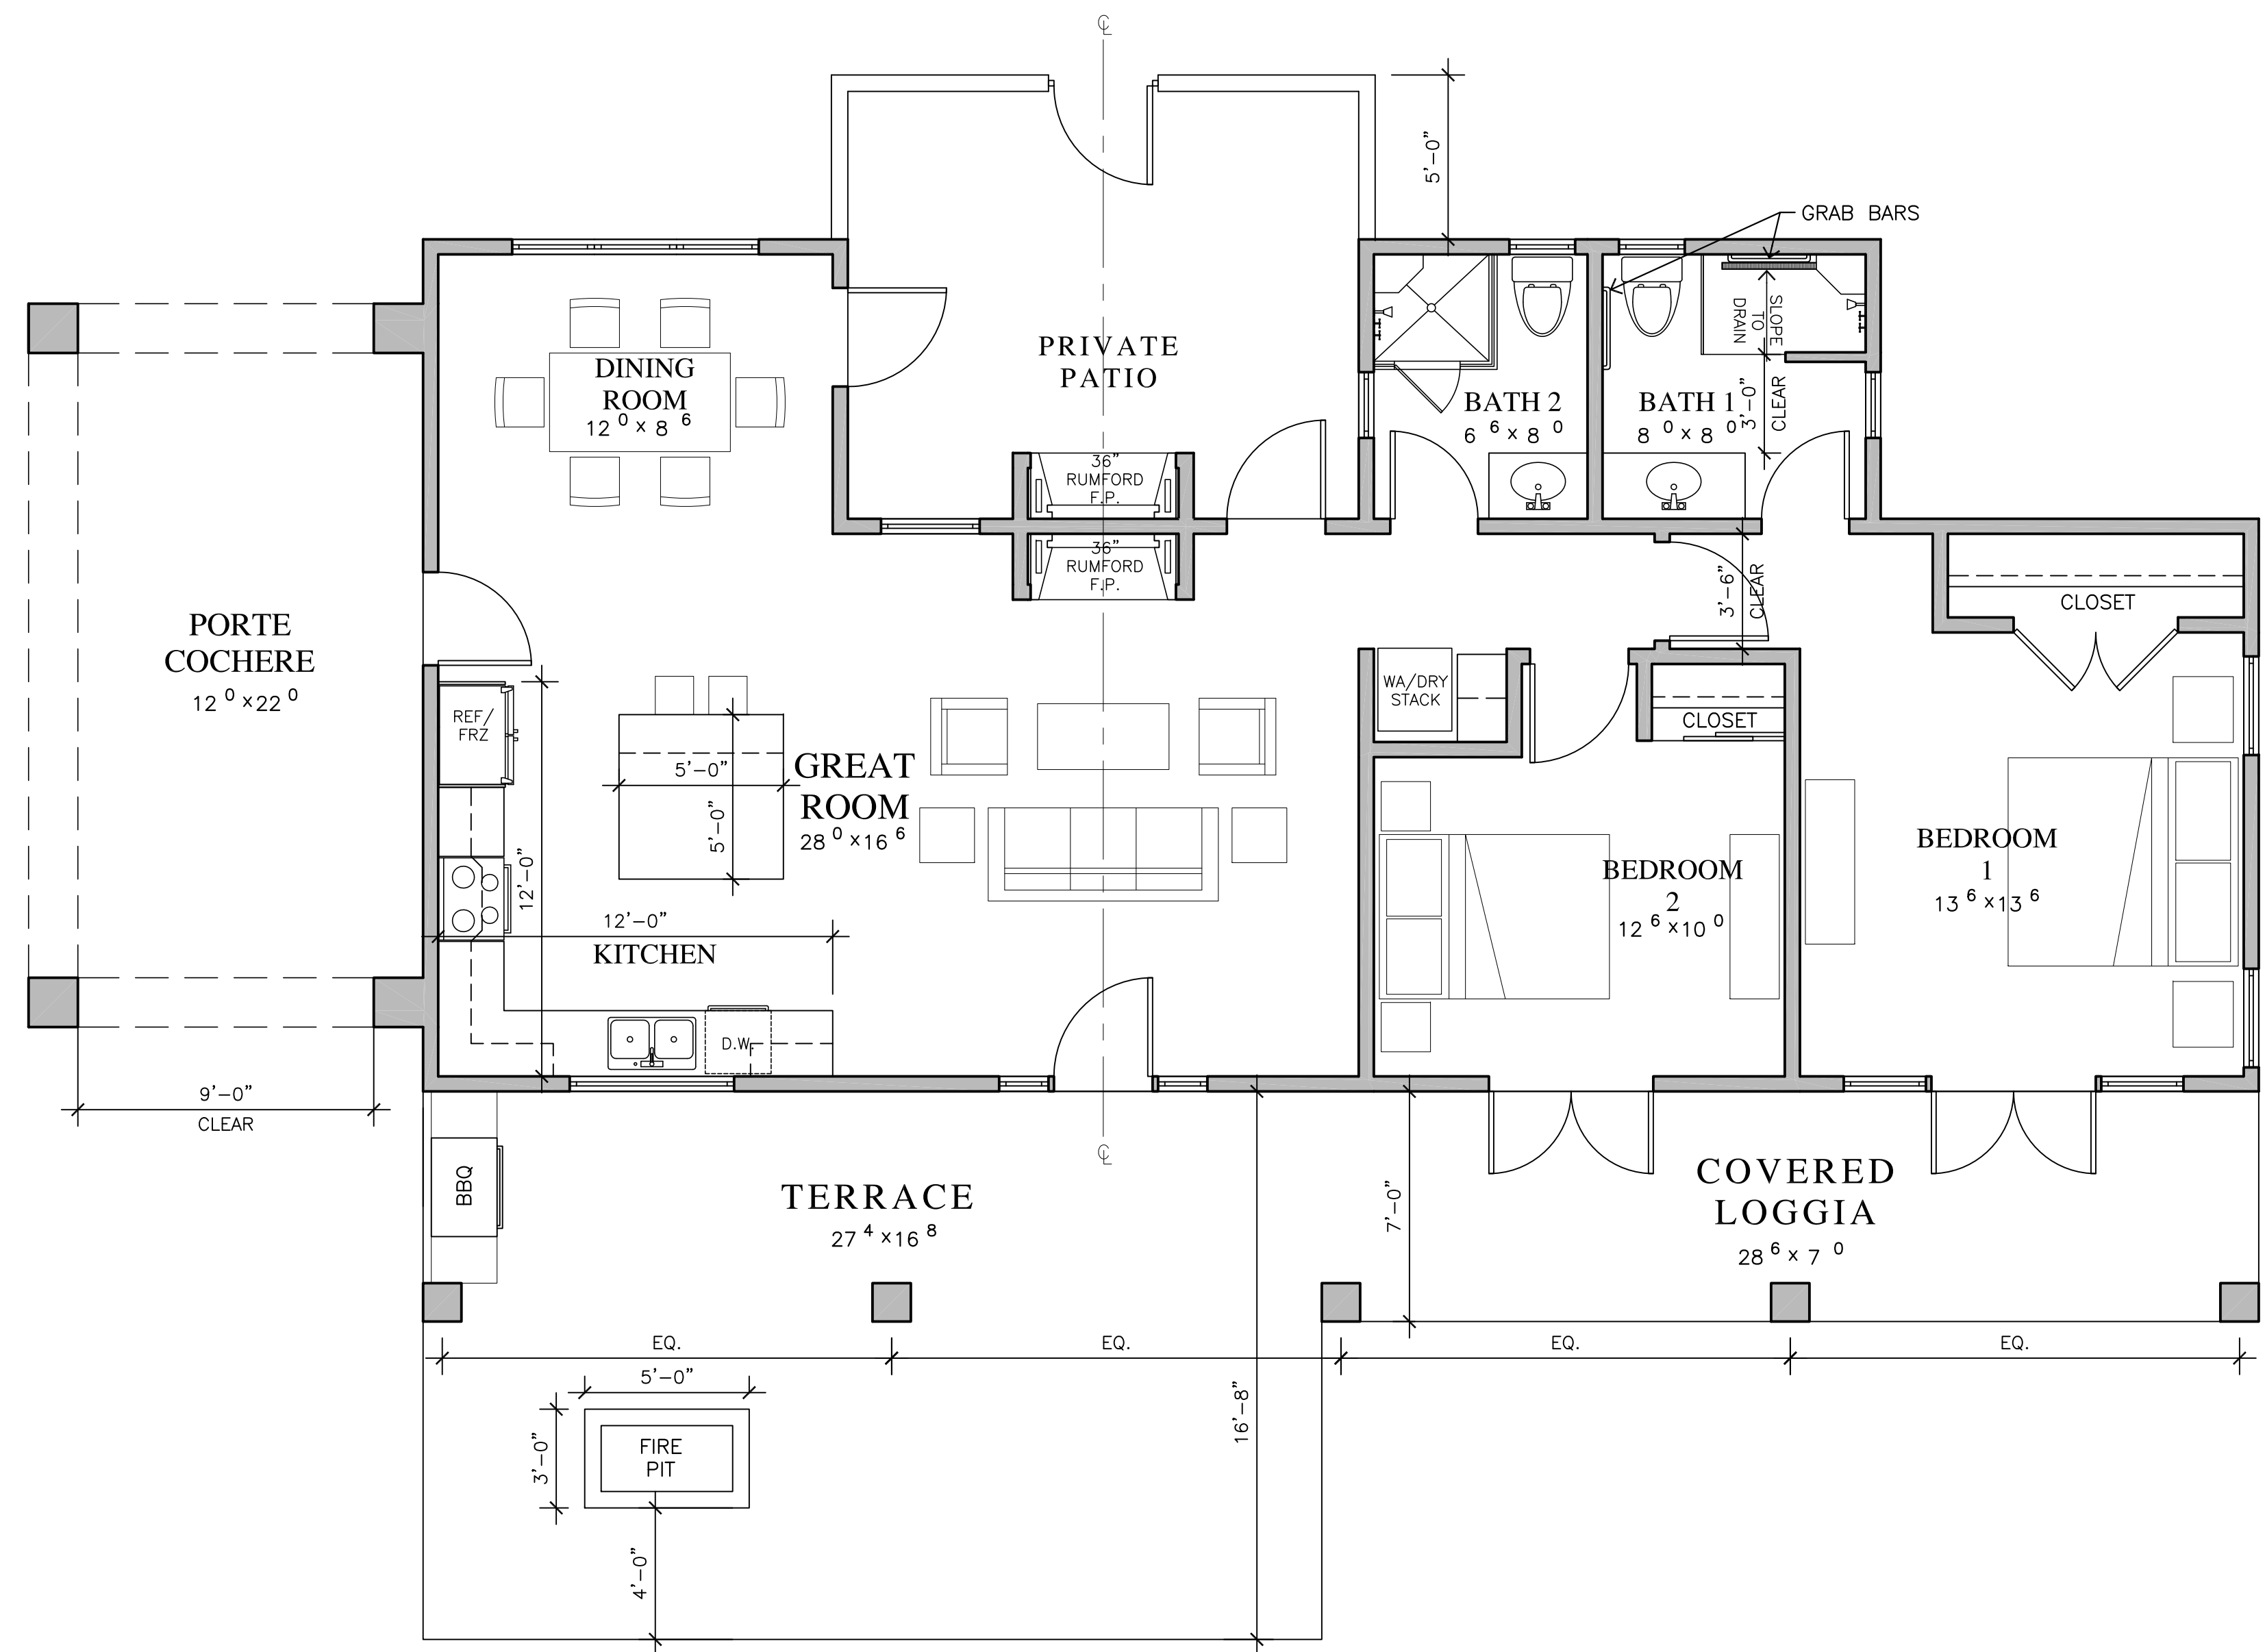 ℄
5'-0"
GRAB BARS
PRIVATE
PATIO
DINING
ROOM
12 0 x 8 6
BATH 2
6 6 x 8 0
BATH 1
8 0 x 8 0
SLOPE
TO
DRAIN
3'-0"
CLEAR
36"
RUMFORD
F.P.
36"
RUMFORD
F.P.
3'-6"
CLEAR
CLOSET
PORTE
COCHERE
12 0 x 22 0
REF/
FRZ
WA/DRY
STACK
CLOSET
5'-0"
5'-0"
GREAT
ROOM
28 0 x 16 6
12'-0"
12'-0"
KITCHEN
BEDROOM
2
12 6 x 10 0
BEDROOM
1
13 6 x 13 6
D.W.
9'-0"
CLEAR
℄
BBQ
TERRACE
27 4 x 16 8
7'-0"
COVERED
LOGGIA
28 6 x 7 0
EQ.
EQ.
EQ.
EQ.
5'-0"
3'-0"
FIRE
PIT
16'-8"
4'-0"